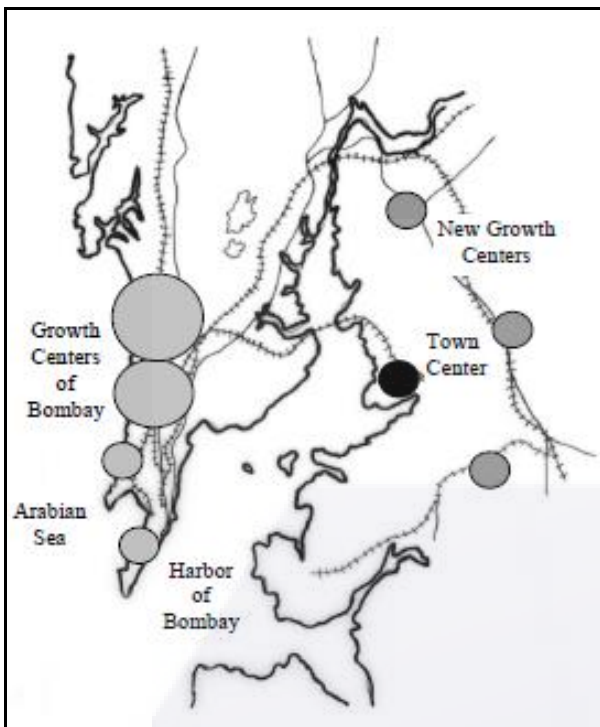 New Growth
Centers
Growth
Centers
of
Bombay
Town
Center
Arabian
Sea
Harbor
of
Bombay